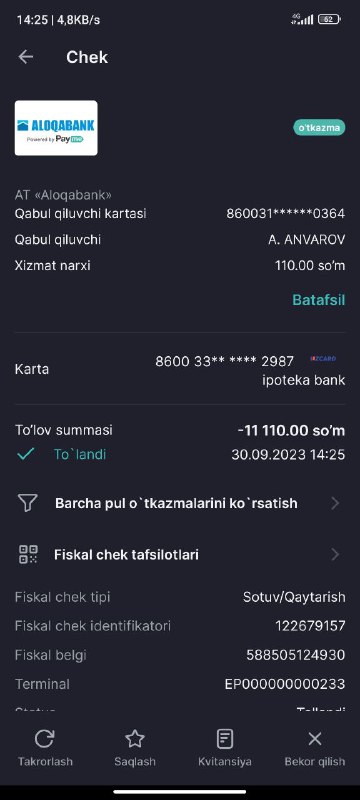 14:25 | 4,8KB/s 4G 62
Chek
ALOQABANK
Powered by Payme
o'tkazma
AT «Aloqabank»
Qabul qiluvchi kartasi 860031******0364
Qabul qiluvchi A. ANVAROV
Xizmat narxi 110.00 so'm
Batafsil
Karta 8600 33** **** 2987 UZCARD
ipoteka bank
To'lov summasi -11 110.00 so'm
To`landi 30.09.2023 14:25
Barcha pul o`tkazmalarini ko`rsatish
Fiskal chek tafsilotlari
Fiskal chek tipi Sotuv/Qaytarish
Fiskal chek identifikatori 122679157
Fiskal belgi 588505124930
Terminal EP000000000233
Status
Takrorlash Saqlash Kvitansiya Bekor qilish